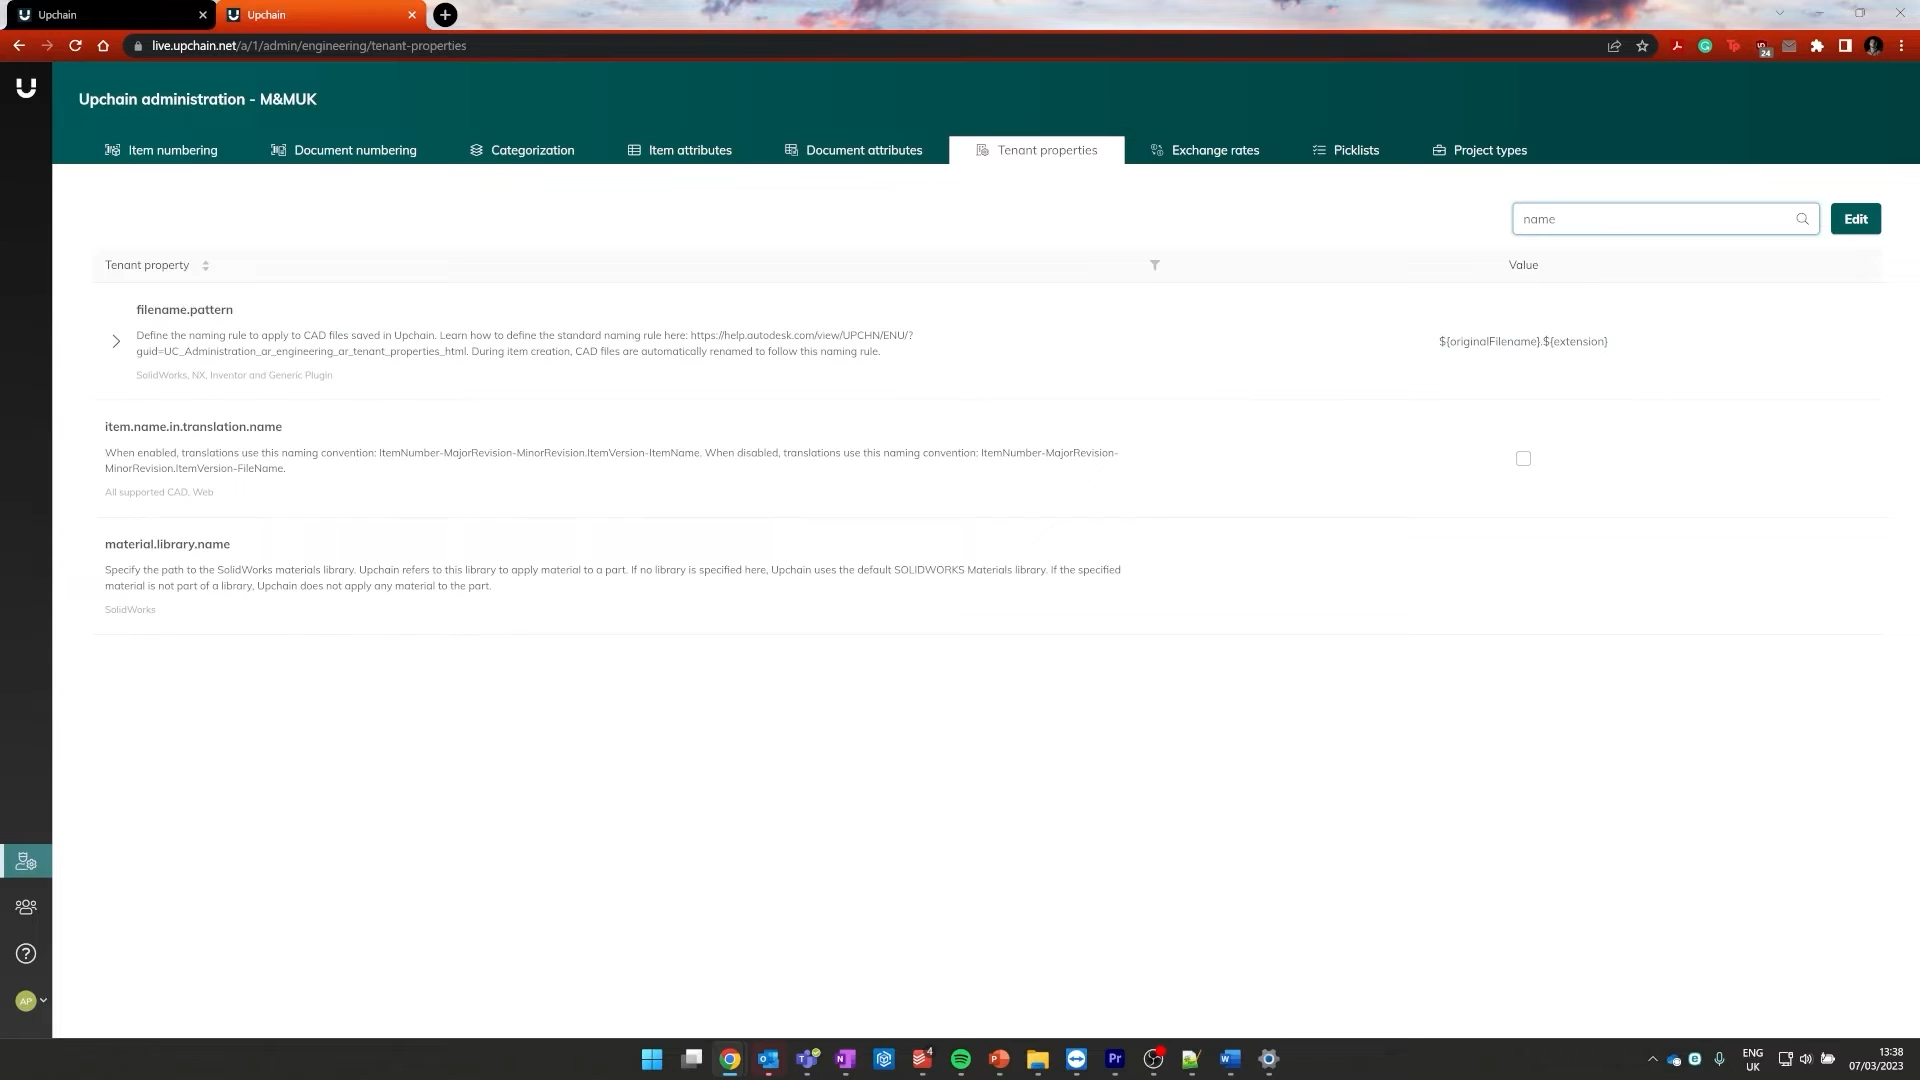 Upchain
Upchain
live.upchain.net/a/1/admin/engineering/tenant-properties
24
Upchain administration - M&MUK
Item numbering
Document numbering
Categorization
Item attributes
Document attributes
Tenant properties
Exchange rates
Picklists
Project types
name
Edit
Tenant property
Value
filename.pattern
Define the naming rule to apply to CAD files saved in Upchain. Learn how to define the standard naming rule here: https://help.autodesk.com/view/UPCHN/ENU/?
guid=UC_Administration_ar_engineering_ar_tenant_properties_html. During item creation, CAD files are automatically renamed to follow this naming rule.
SolidWorks, NX, Inventor and Generic Plugin
${originalFilename}.${extension}
item.name.in.translation.name
When enabled, translations use this naming convention: ItemNumber-MajorRevision-MinorRevision.ItemVersion-ItemName. When disabled, translations use this naming convention: ItemNumber-MajorRevision-
MinorRevision.ItemVersion-FileName.
All supported CAD, Web
material.library.name
Specify the path to the SolidWorks materials library. Upchain refers to this library to apply material to a part. If no library is specified here, Upchain uses the default SOLIDWORKS Materials library. If the specified
material is not part of a library, Upchain does not apply any material to the part.
SolidWorks
AP
4
Pr
ENG
UK
13:38
07/03/2023